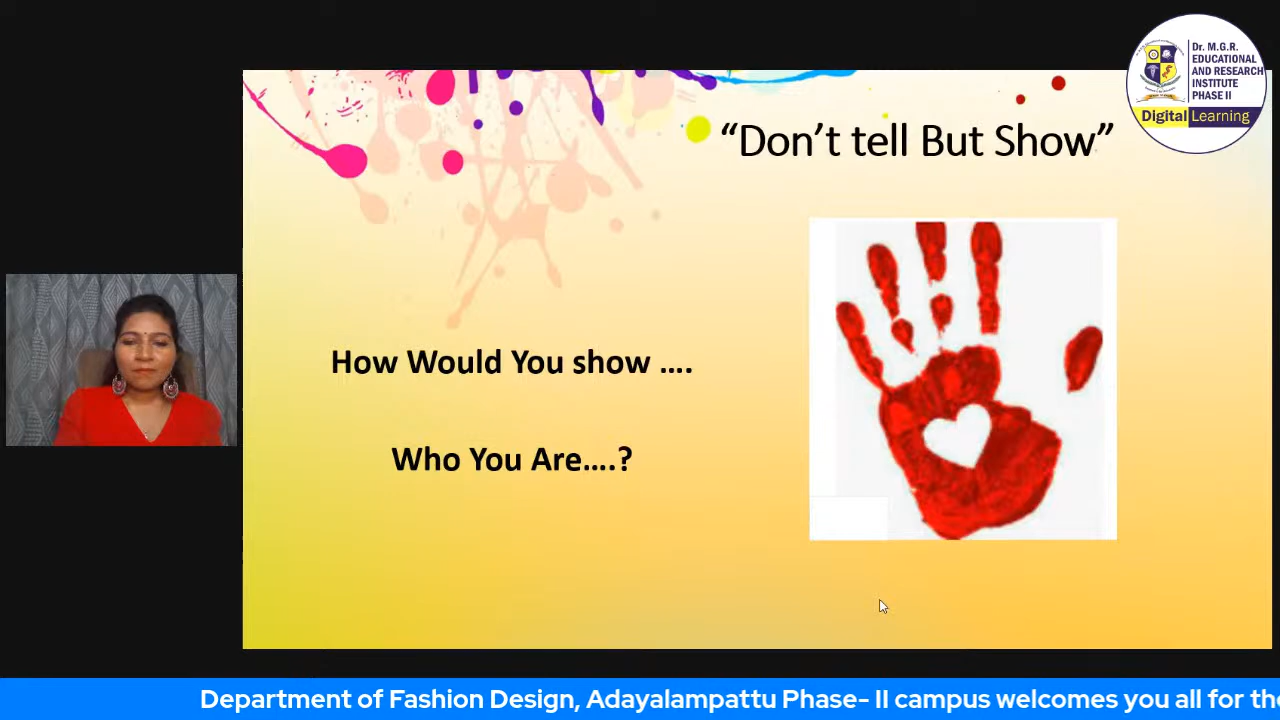 Dr. M.G.R.
EDUCATIONAL
AND RESEARCH
INSTITUTE
PHASE II
Digital Learning
“Don’t tell But Show”
How Would You show ….
Who You Are….?
Department of Fashion Design, Adayalampattu Phase- II campus welcomes you all for the